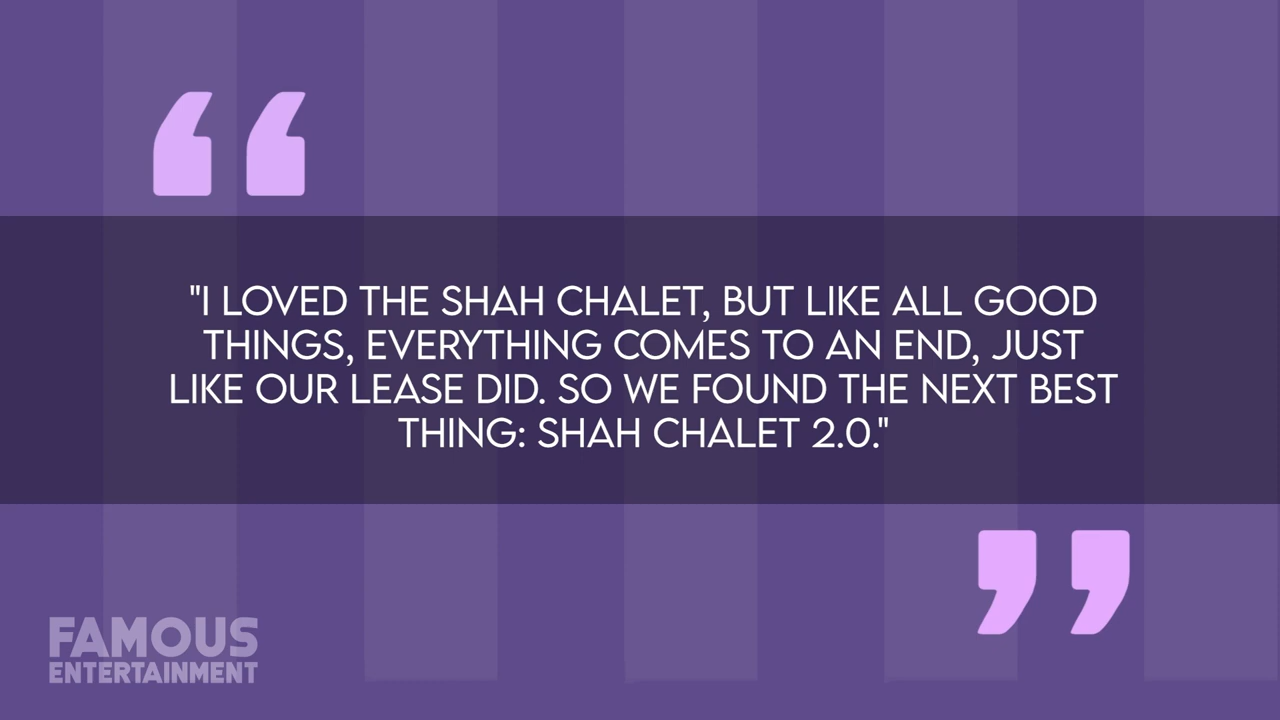 "I LOVED THE SHAH CHALET, BUT LIKE ALL GOOD
THINGS, EVERYTHING COMES TO AN END, JUST
LIKE OUR LEASE DID. SO WE FOUND THE NEXT BEST
THING: SHAH CHALET 2.0."
FAMOUS
ENTERTAINMENT